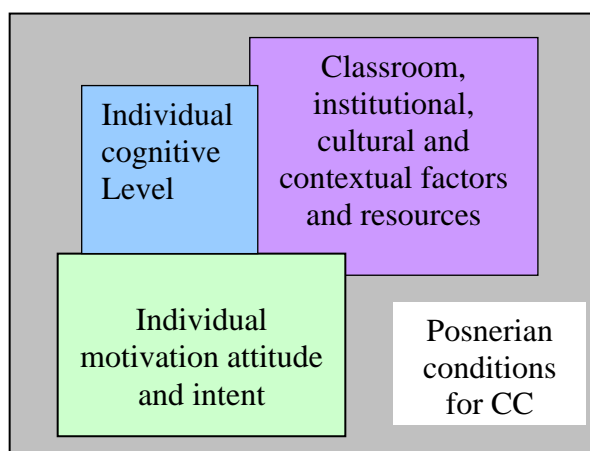 Individual
cognitive
Level
Classroom,
institutional,
cultural and
contextual factors
and resources
Individual
motivation attitude
and intent
Posnerian
conditions
for CC